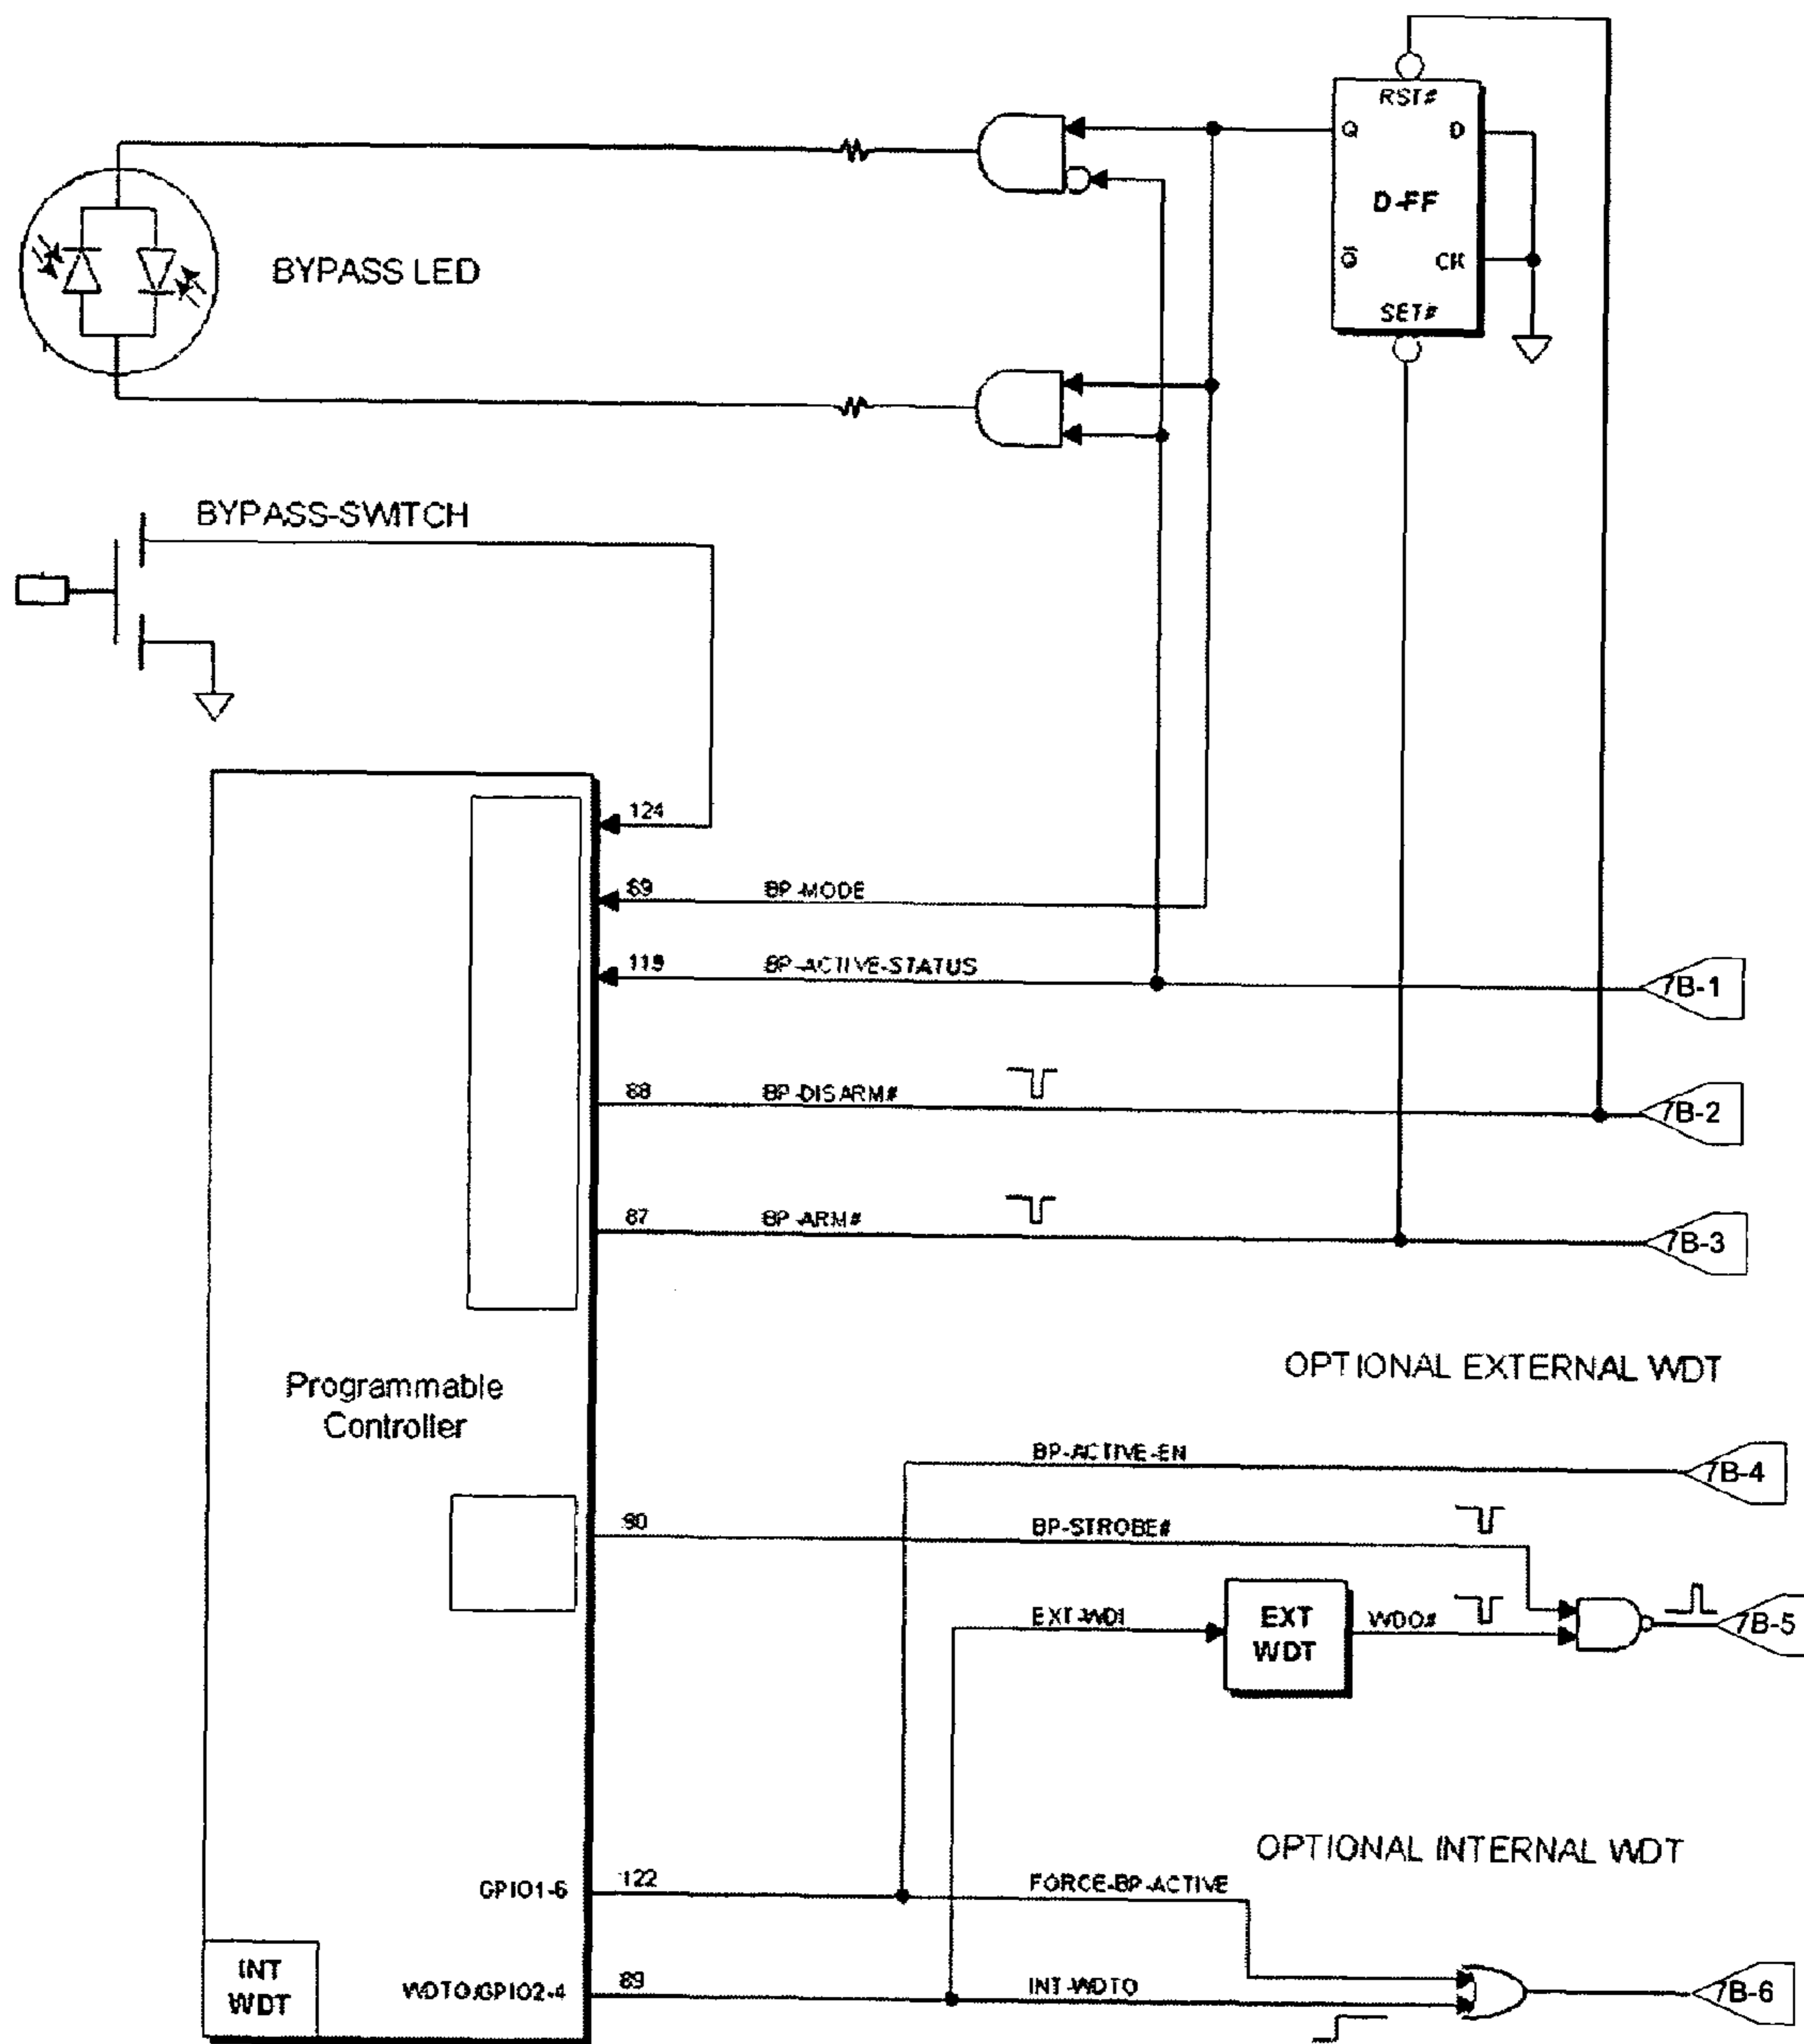 RST#
Q D
D-FF
Q̅ CK
SET#
BYPASS LED
BYPASS-SWITCH
124
69 BP-MODE
119 BP-ACTIVE-STATUS
7B-1
88 BP-DISARM#
7B-2
87 BP-ARM#
7B-3
Programmable
Controller
OPTIONAL EXTERNAL WDT
BP-ACTIVE-EN
7B-4
90 BP-STROBE#
EXT-WDI
EXT
WDT
WDO#
7B-5
OPTIONAL INTERNAL WDT
GPIO1-6 122 FORCE-BP-ACTIVE
INT
WDT
WDTO/GPIO2-4 89 INT-WDTO
7B-6